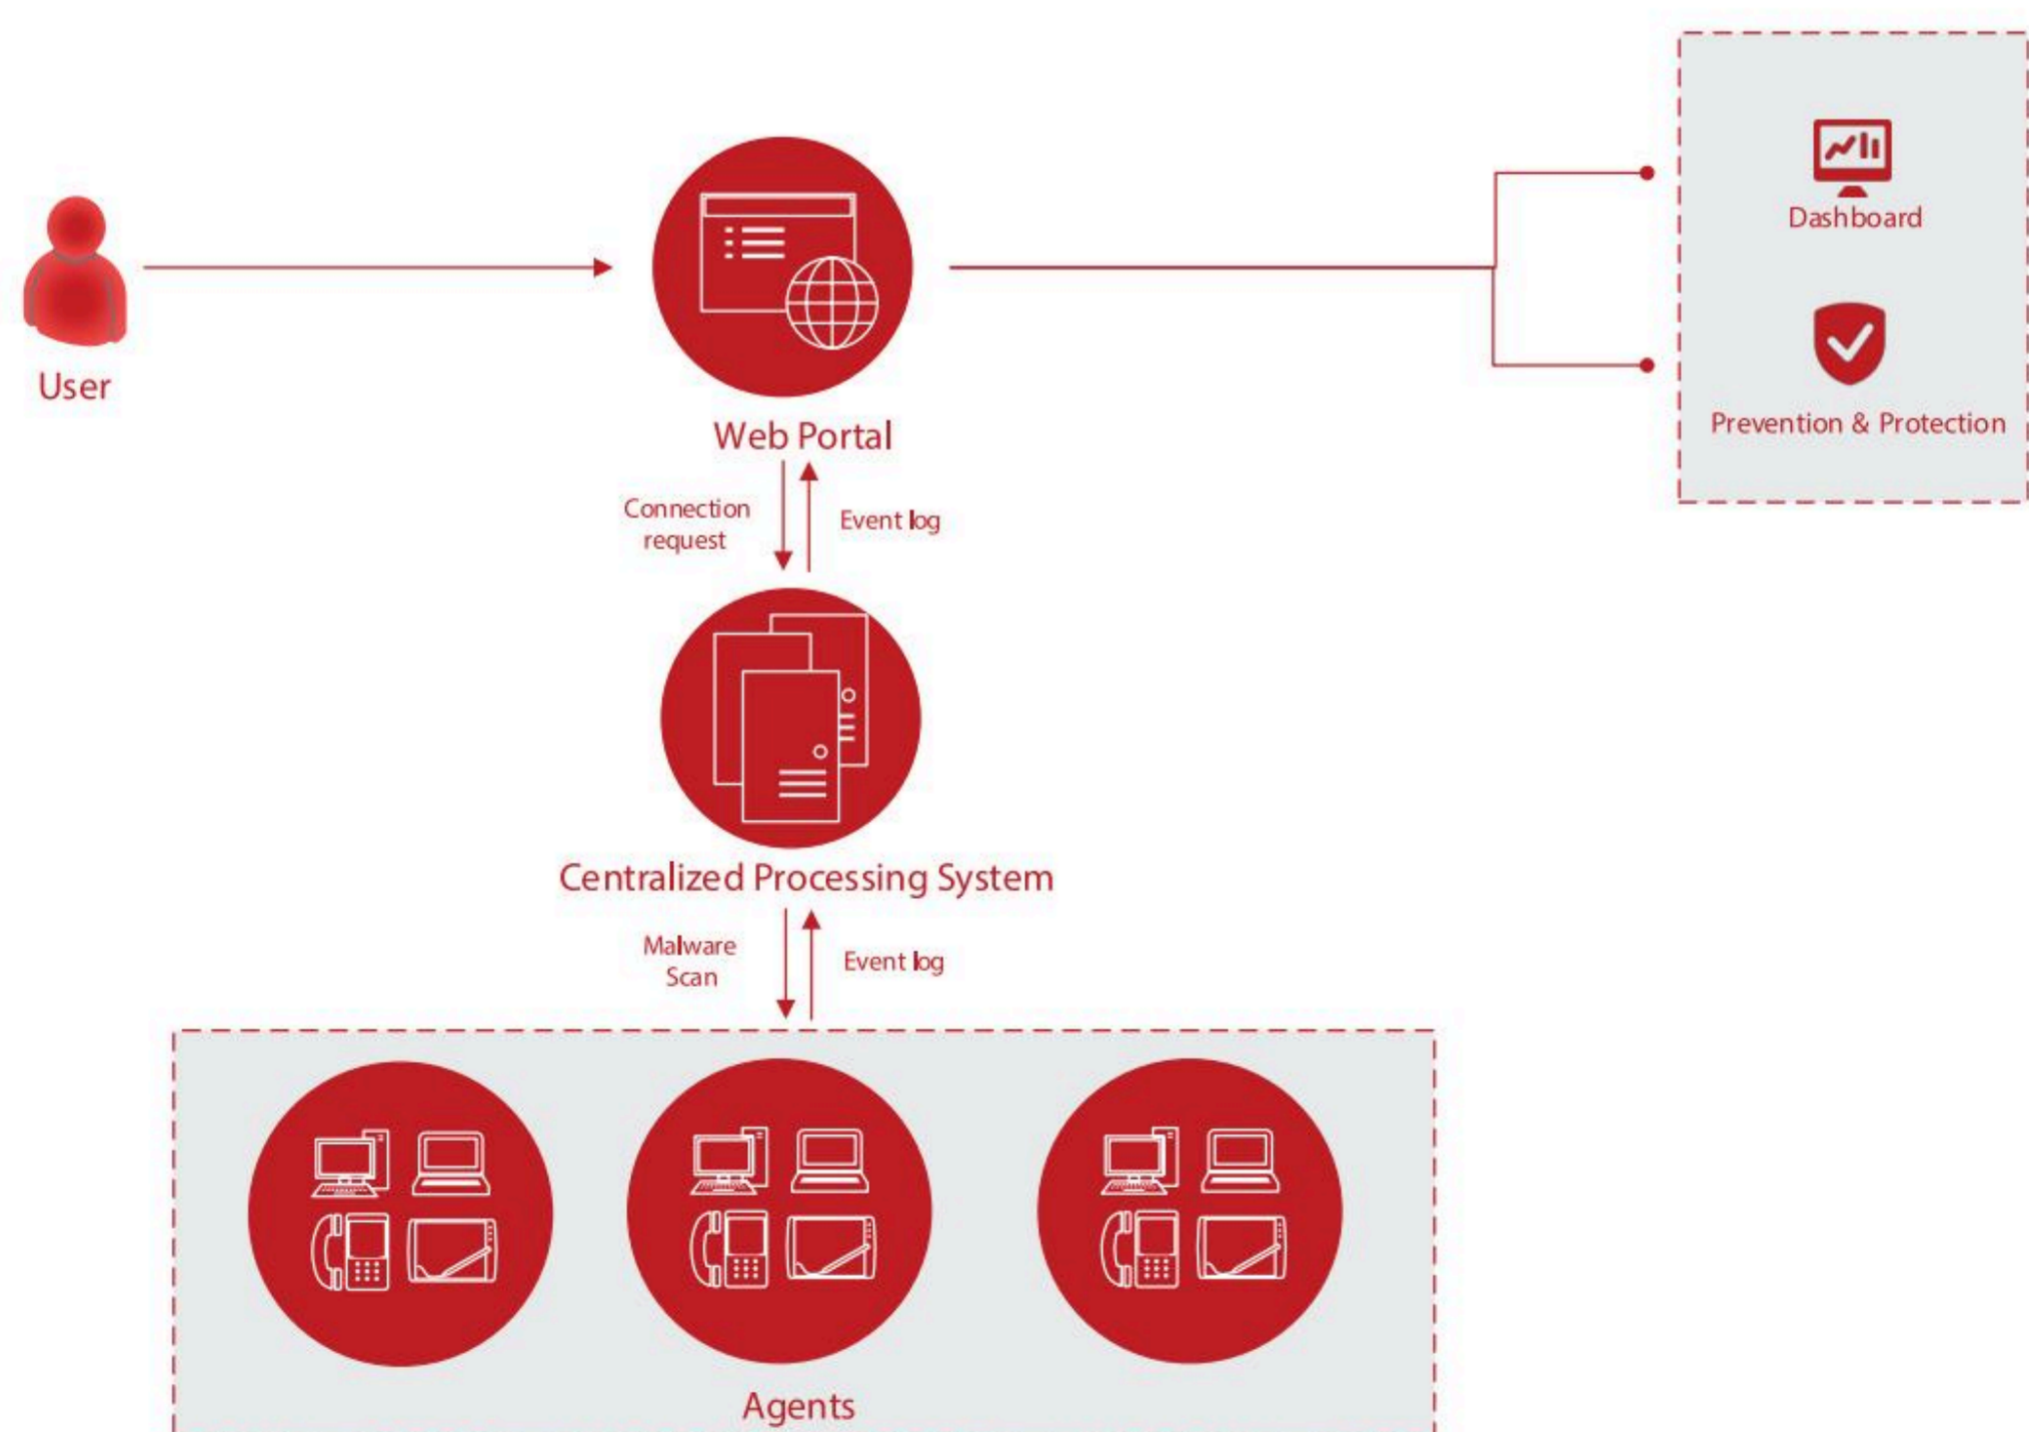 Dashboard
Prevention & Protection
User
Web Portal
Connection
request
Event log
Centralized Processing System
Malware
Scan
Event log
Agents